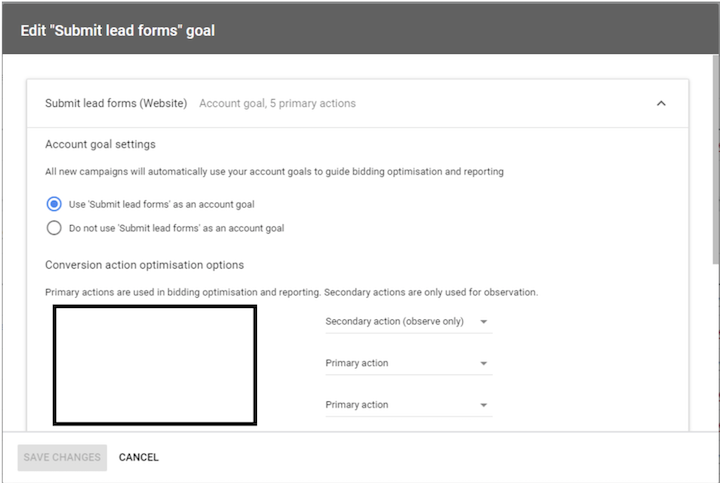 Edit "Submit lead forms" goal
Submit lead forms (Website) Account goal, 5 primary actions
Account goal settings
All new campaigns will automatically use your account goals to guide bidding optimisation and reporting
Use 'Submit lead forms' as an account goal
Do not use 'Submit lead forms' as an account goal
Conversion action optimisation options
Primary actions are used in bidding optimisation and reporting. Secondary actions are only used for observation.
Secondary action (observe only)
Primary action
Primary action
SAVE CHANGES CANCEL